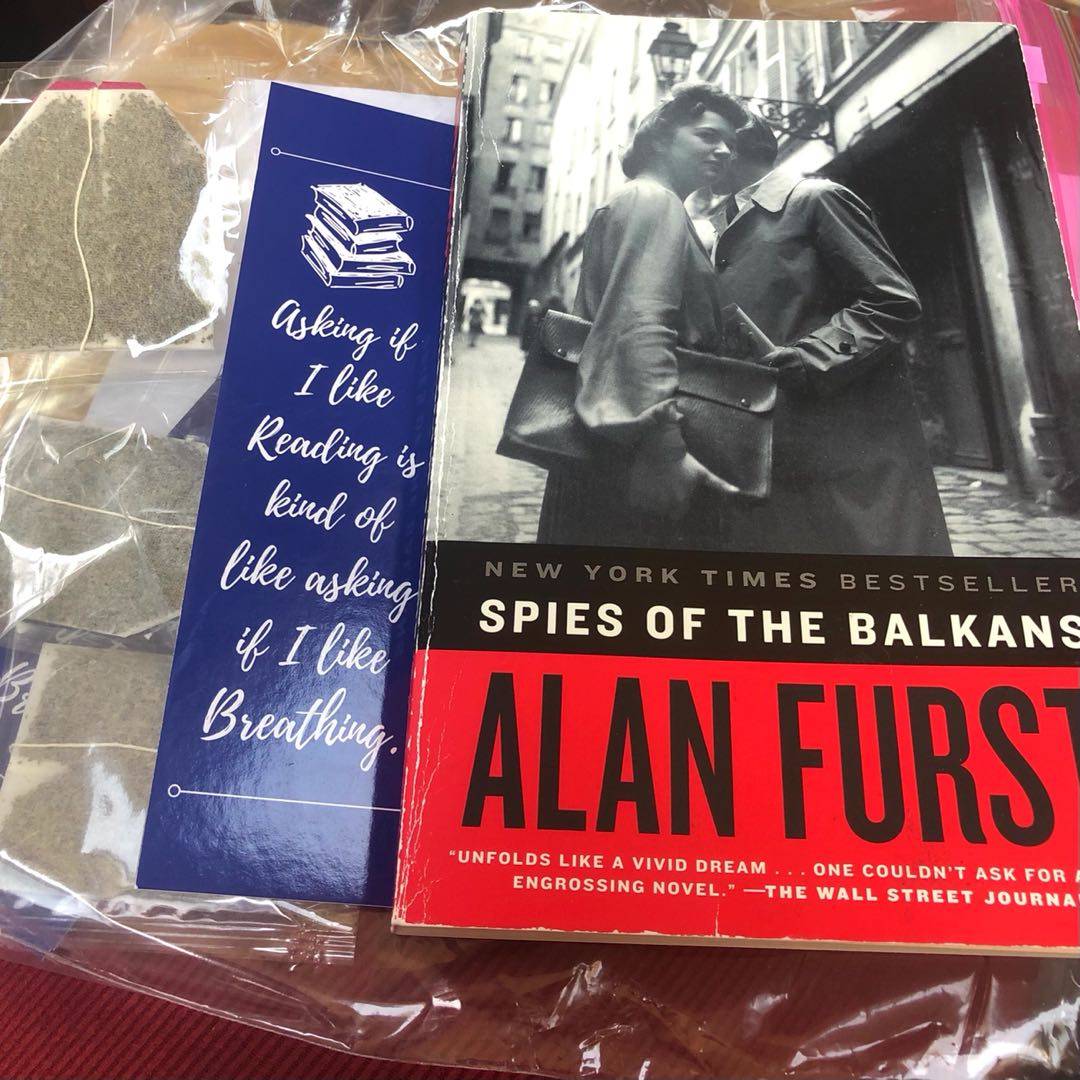 Asking if
I like
Reading is
kind of
like asking
if I like
Breathing.
NEW YORK TIMES BESTSELLER
SPIES OF THE BALKANS
ALAN FURST
"UNFOLDS LIKE A VIVID DREAM . . . ONE COULDN'T ASK FOR A
ENGROSSING NOVEL." —THE WALL STREET JOURNA